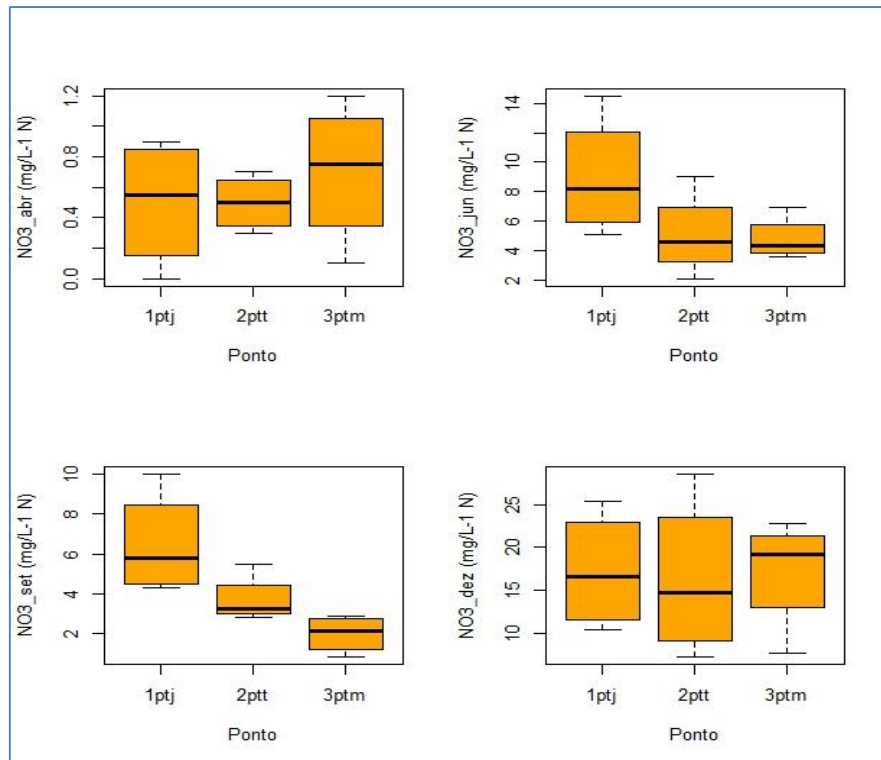 NO3_abr (mg/L-1 N)
1.2
0.8
0.4
0.0
1ptj 2ptt 3ptm
Ponto
NO3_jun (mg/L-1 N)
14
10
8
6
4
2
1ptj 2ptt 3ptm
Ponto
NO3_set (mg/L-1 N)
10
8
6
4
2
1ptj 2ptt 3ptm
Ponto
NO3_dez (mg/L-1 N)
25
20
15
10
1ptj 2ptt 3ptm
Ponto